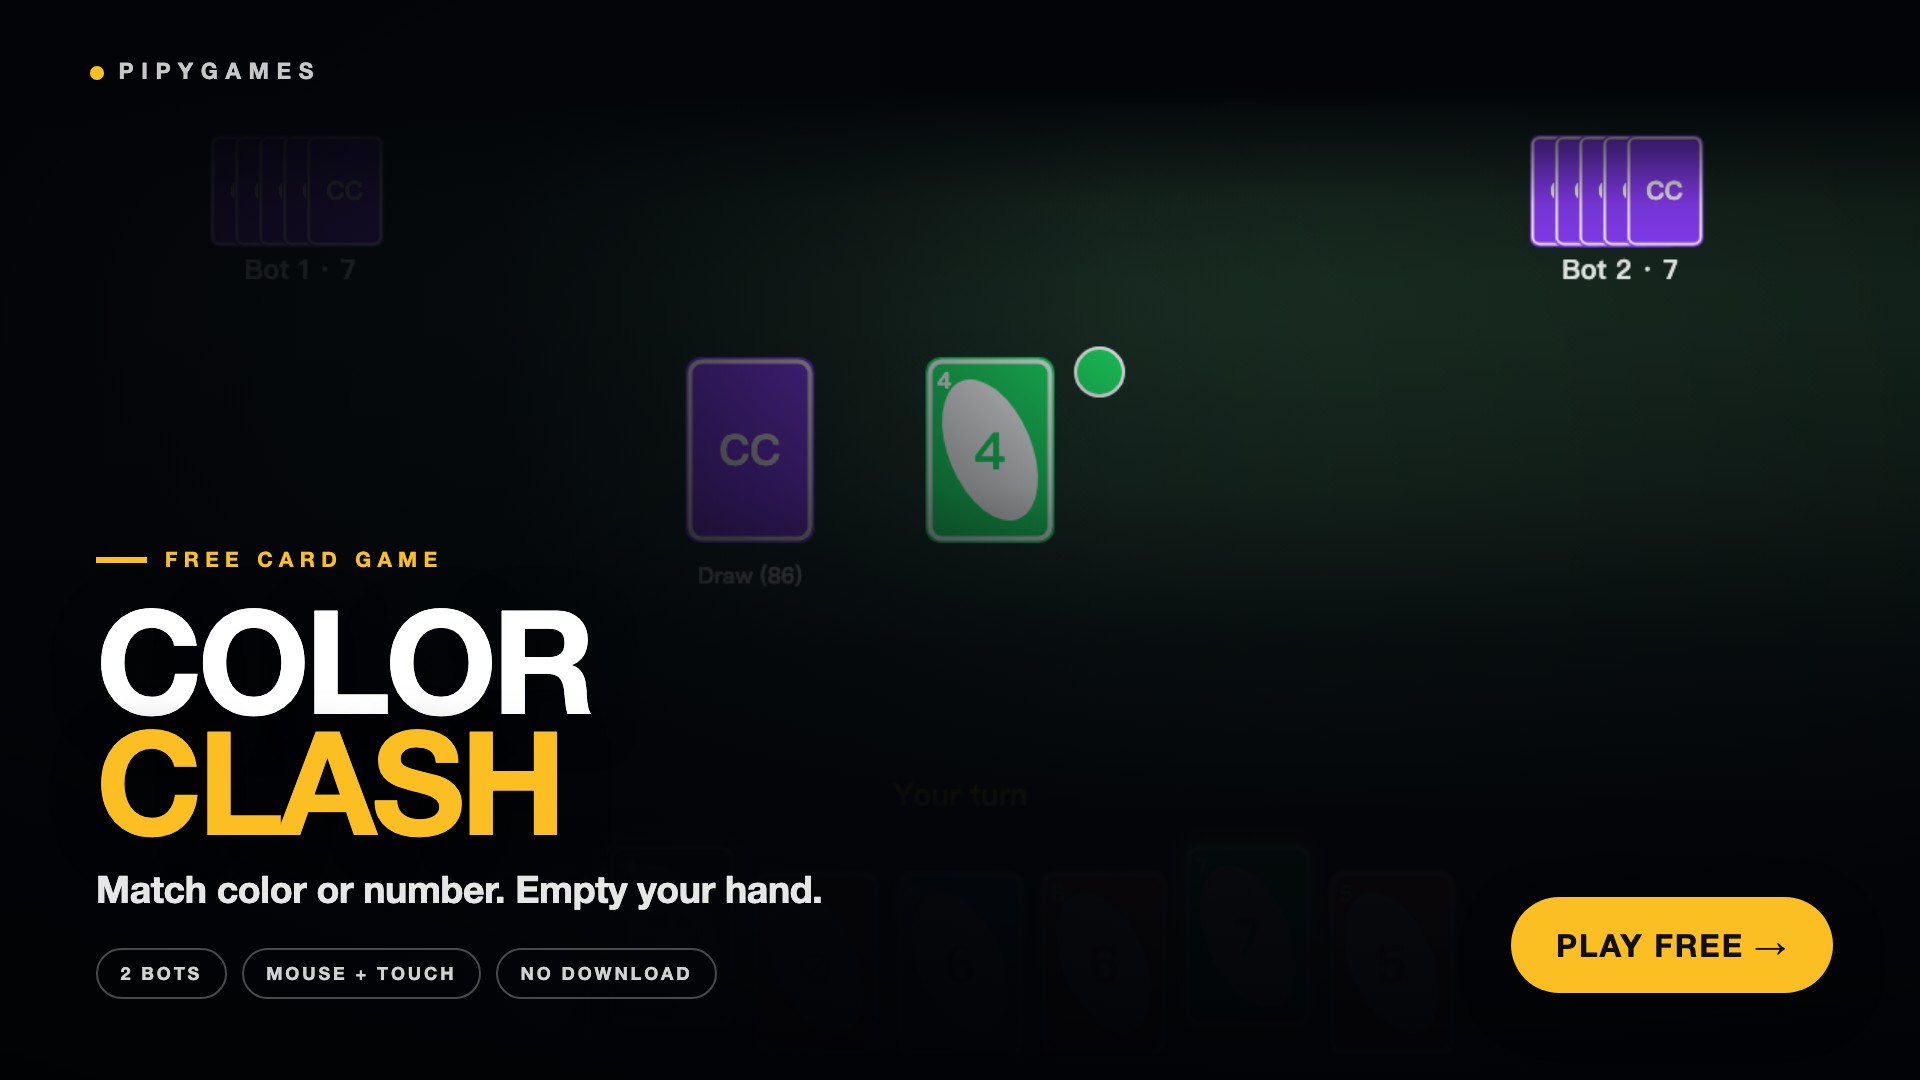 PIPYGAMES
CC
Bot 1 · 7
CC
Bot 2 · 7
CC
Draw (86)
4
4
FREE CARD GAME
COLOR
CLASH
Your turn
Match color or number. Empty your hand.
2 BOTS
MOUSE + TOUCH
NO DOWNLOAD
PLAY FREE →